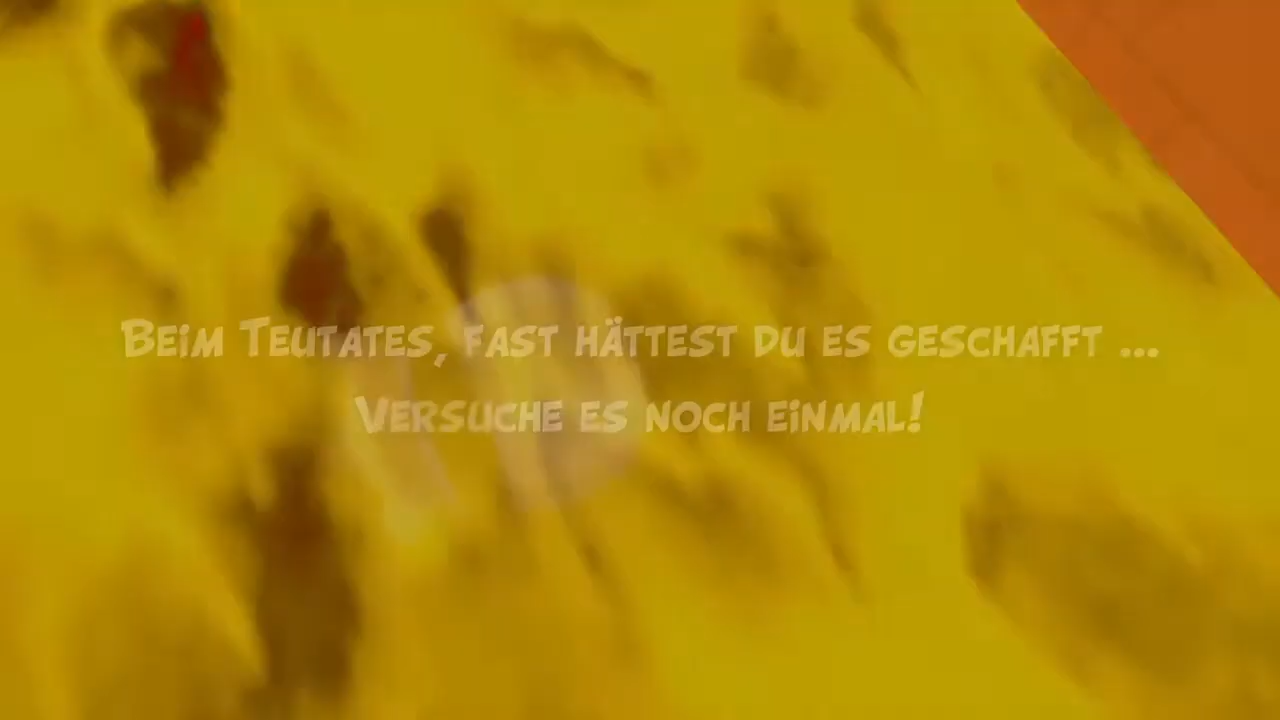 Beim Teutates, fast hättest du es geschafft ...
Versuche es noch einmal!